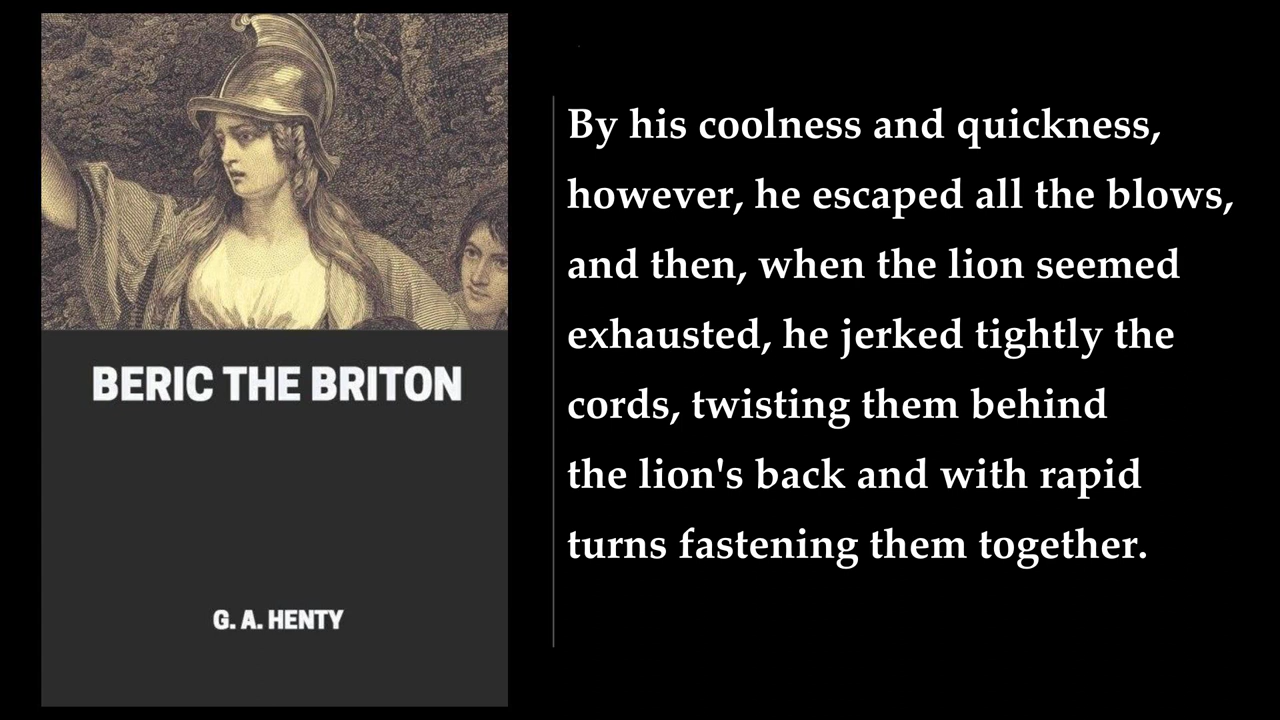 BERIC THE BRITON
G. A. HENTY
By his coolness and quickness,
however, he escaped all the blows,
and then, when the lion seemed
exhausted, he jerked tightly the
cords, twisting them behind
the lion's back and with rapid
turns fastening them together.